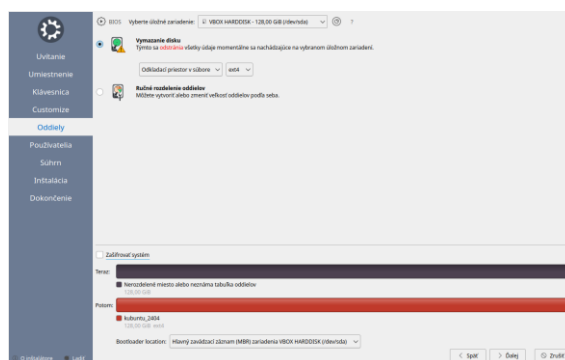 BIOS Vyberte úložné zariadenie: VBOX HARDDISK - 128,00 GiB (/dev/sda) ?
Vymazanie disku
Týmto sa odstránia všetky údaje momentálne sa nachádzajúce na vybranom úložnom zariadení.
Odkladací priestor v súbore ext4
Ručné rozdelenie oddielov
Môžete vytvoriť alebo zmeniť veľkosť oddielov podľa seba.
Uvítanie
Umiestnenie
Klávesnica
Customize
Oddiely
Používatelia
Súhrn
Inštalácia
Dokončenie
Zašifrovať systém
Teraz:
Nerozdelené miesto alebo neznáma tabuľka oddielov
128,00 GiB
Potom:
kubuntu_2404
128,00 GiB ext4
Bootloader location: Hlavný zavádzací záznam (MBR) zariadenia VBOX HARDDISK (/dev/sda)
O inštalátore Ladiť
Späť Ďalej Zrušiť